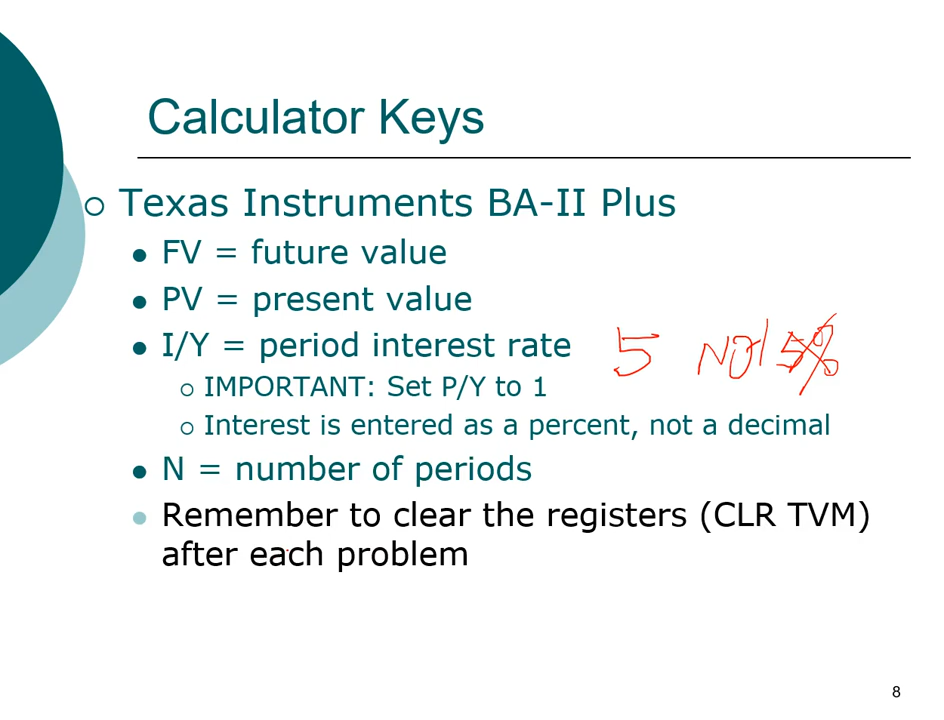 Calculator Keys
Texas Instruments BA-II Plus
FV = future value
PV = present value
I/Y = period interest rate 5 Not 5%
IMPORTANT: Set P/Y to 1
Interest is entered as a percent, not a decimal
N = number of periods
Remember to clear the registers (CLR TVM)
after each problem
8